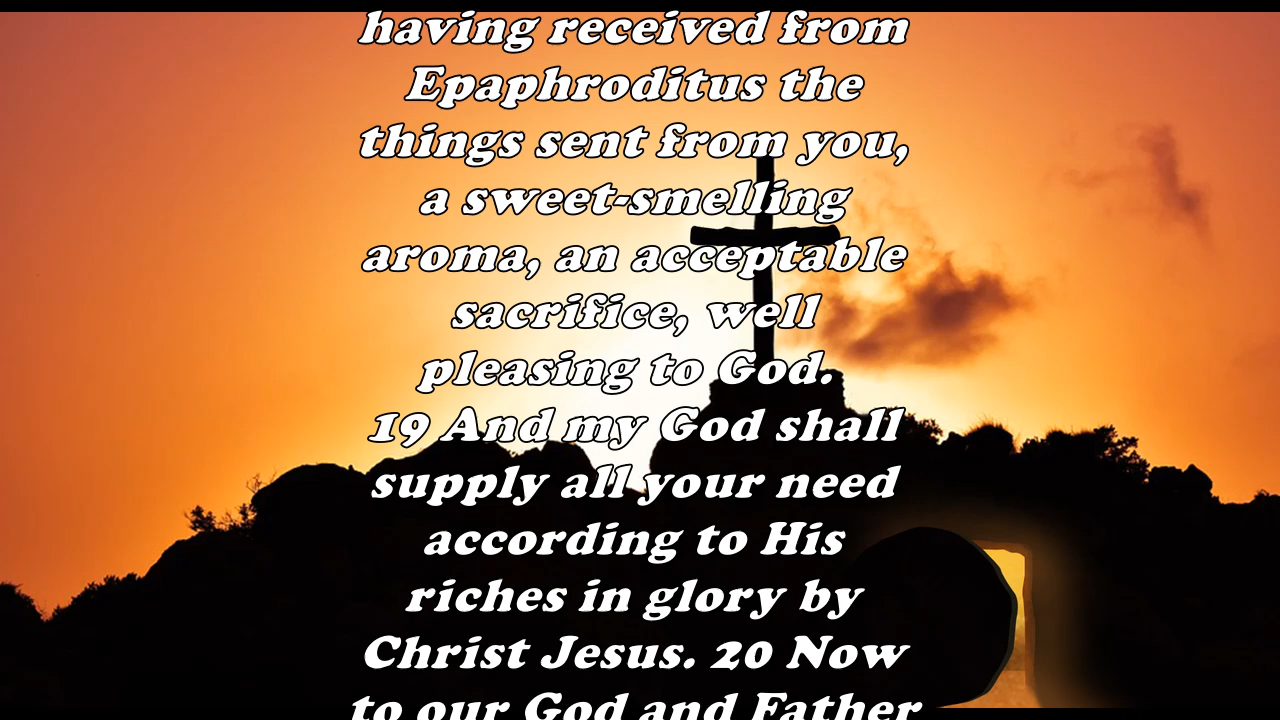 having received from
Epaphroditus the
things sent from you,
a sweet-smelling
aroma, an acceptable
sacrifice, well
pleasing to God.
19 And my God shall
supply all your need
according to His
riches in glory by
Christ Jesus. 20 Now
to our God and Father